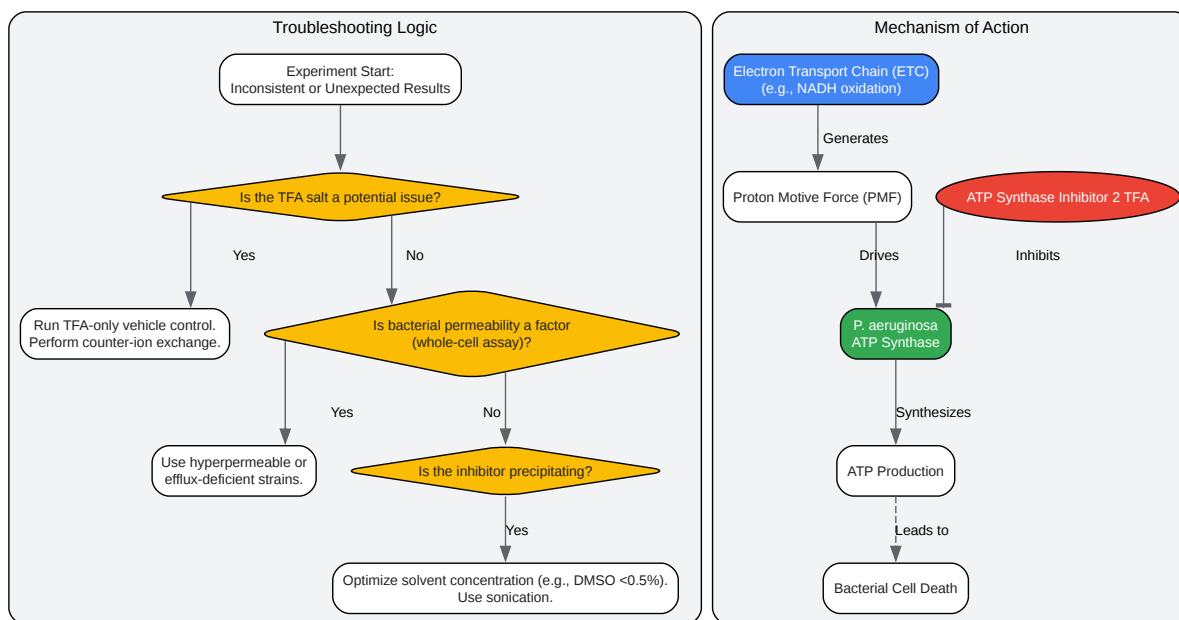 Troubleshooting Logic
Experiment Start:
Inconsistent or Unexpected Results
Is the TFA salt a potential issue?
Yes
No
Run TFA-only vehicle control.
Perform counter-ion exchange.
Is bacterial permeability a factor
(whole-cell assay)?
Yes
No
Use hyperpermeable or
efflux-deficient strains.
Is the inhibitor precipitating?
Yes
Optimize solvent concentration (e.g., DMSO <0.5%).
Use sonication.
Mechanism of Action
Electron Transport Chain (ETC)
(e.g., NADH oxidation)
Generates
Proton Motive Force (PMF)
ATP Synthase Inhibitor 2 TFA
Drives
Inhibits
P. aeruginosa
ATP Synthase
Synthesizes
ATP Production
Leads to
Bacterial Cell Death